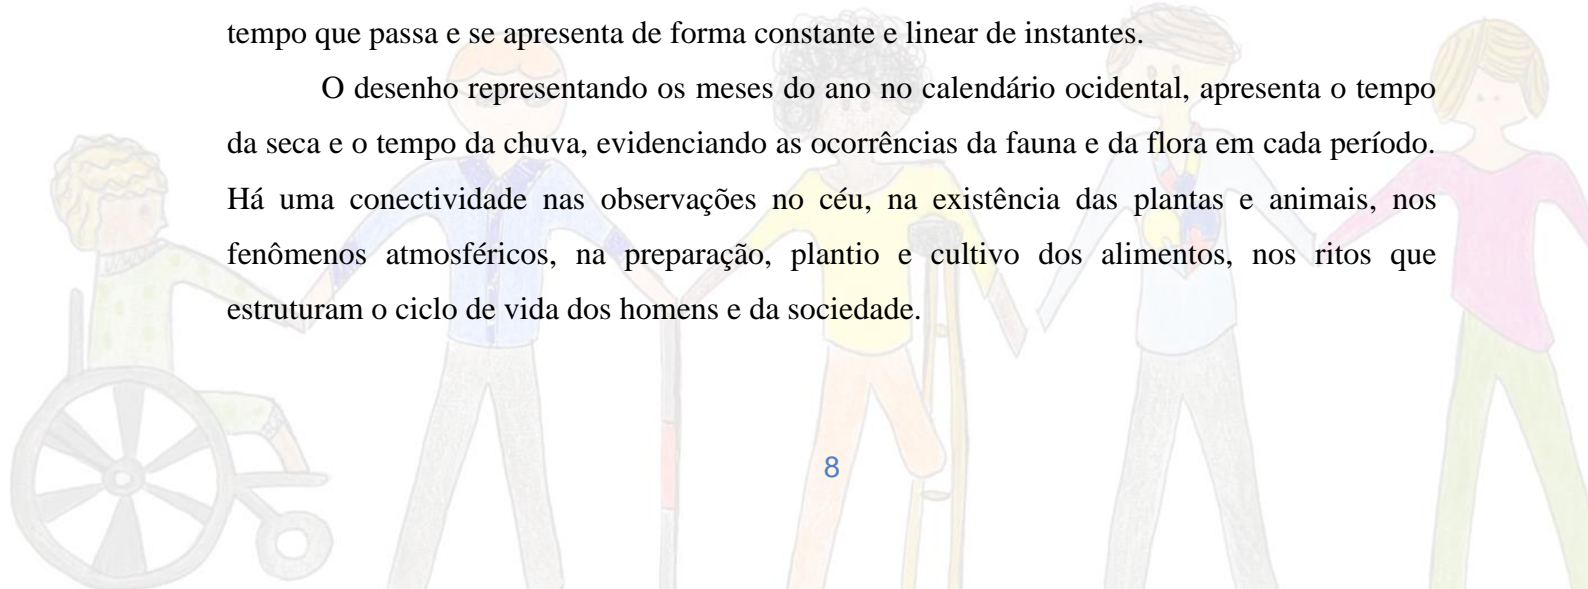 tempo que passa e se apresenta de forma constante e linear de instantes.
O desenho representando os meses do ano no calendário ocidental, apresenta o tempo
da seca e o tempo da chuva, evidenciando as ocorrências da fauna e da flora em cada período.
Há uma conectividade nas observações no céu, na existência das plantas e animais, nos
fenômenos atmosféricos, na preparação, plantio e cultivo dos alimentos, nos ritos que
estruturam o ciclo de vida dos homens e da sociedade.
8